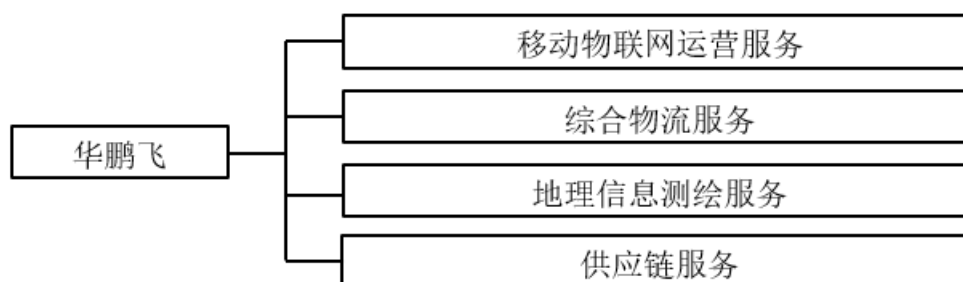 移动物联网运营服务
综合物流服务
华鹏飞
地理信息测绘服务
供应链服务